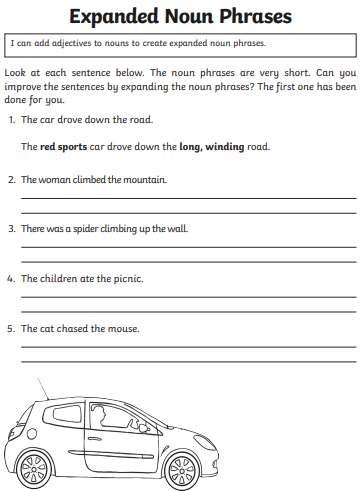 Expanded Noun Phrases
I can add adjectives to nouns to create expanded noun phrases.
Look at each sentence below. The noun phrases are very short. Can you
improve the sentences by expanding the noun phrases? The first one has been
done for you.
1. The car drove down the road.
The red sports car drove down the long, winding road.
2. The woman climbed the mountain.
3. There was a spider climbing up the wall.
4. The children ate the picnic.
5. The cat chased the mouse.